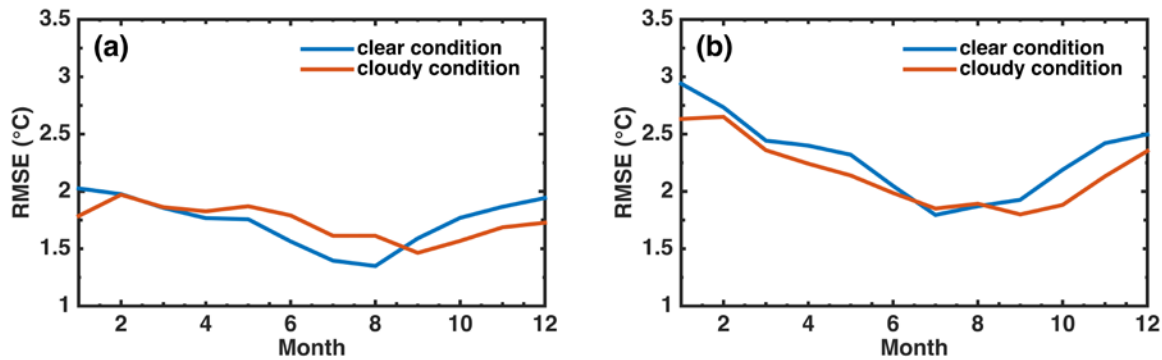 (a)
clear condition
cloudy condition
3.5
3
2.5
2
1.5
1
RMSE (°C)
2 4 6 8 10 12
Month
(b)
clear condition
cloudy condition
3.5
3
2.5
2
1.5
1
RMSE (°C)
2 4 6 8 10 12
Month